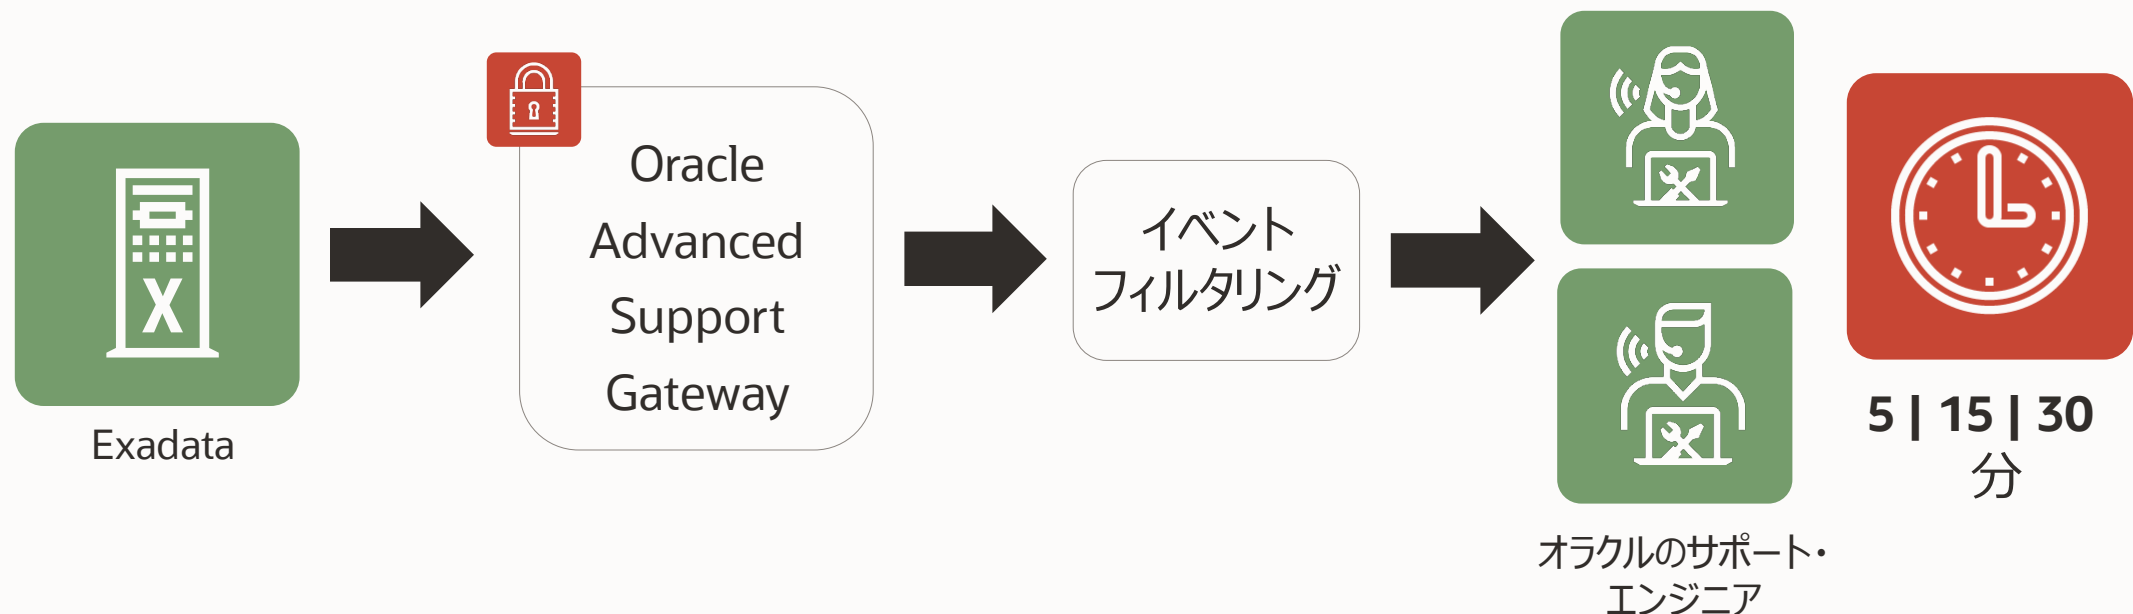 Exadata
Oracle
Advanced
Support
Gateway
イベント
フィルタリング
オラクルのサポート・
エンジニア
5 | 15 | 30
分